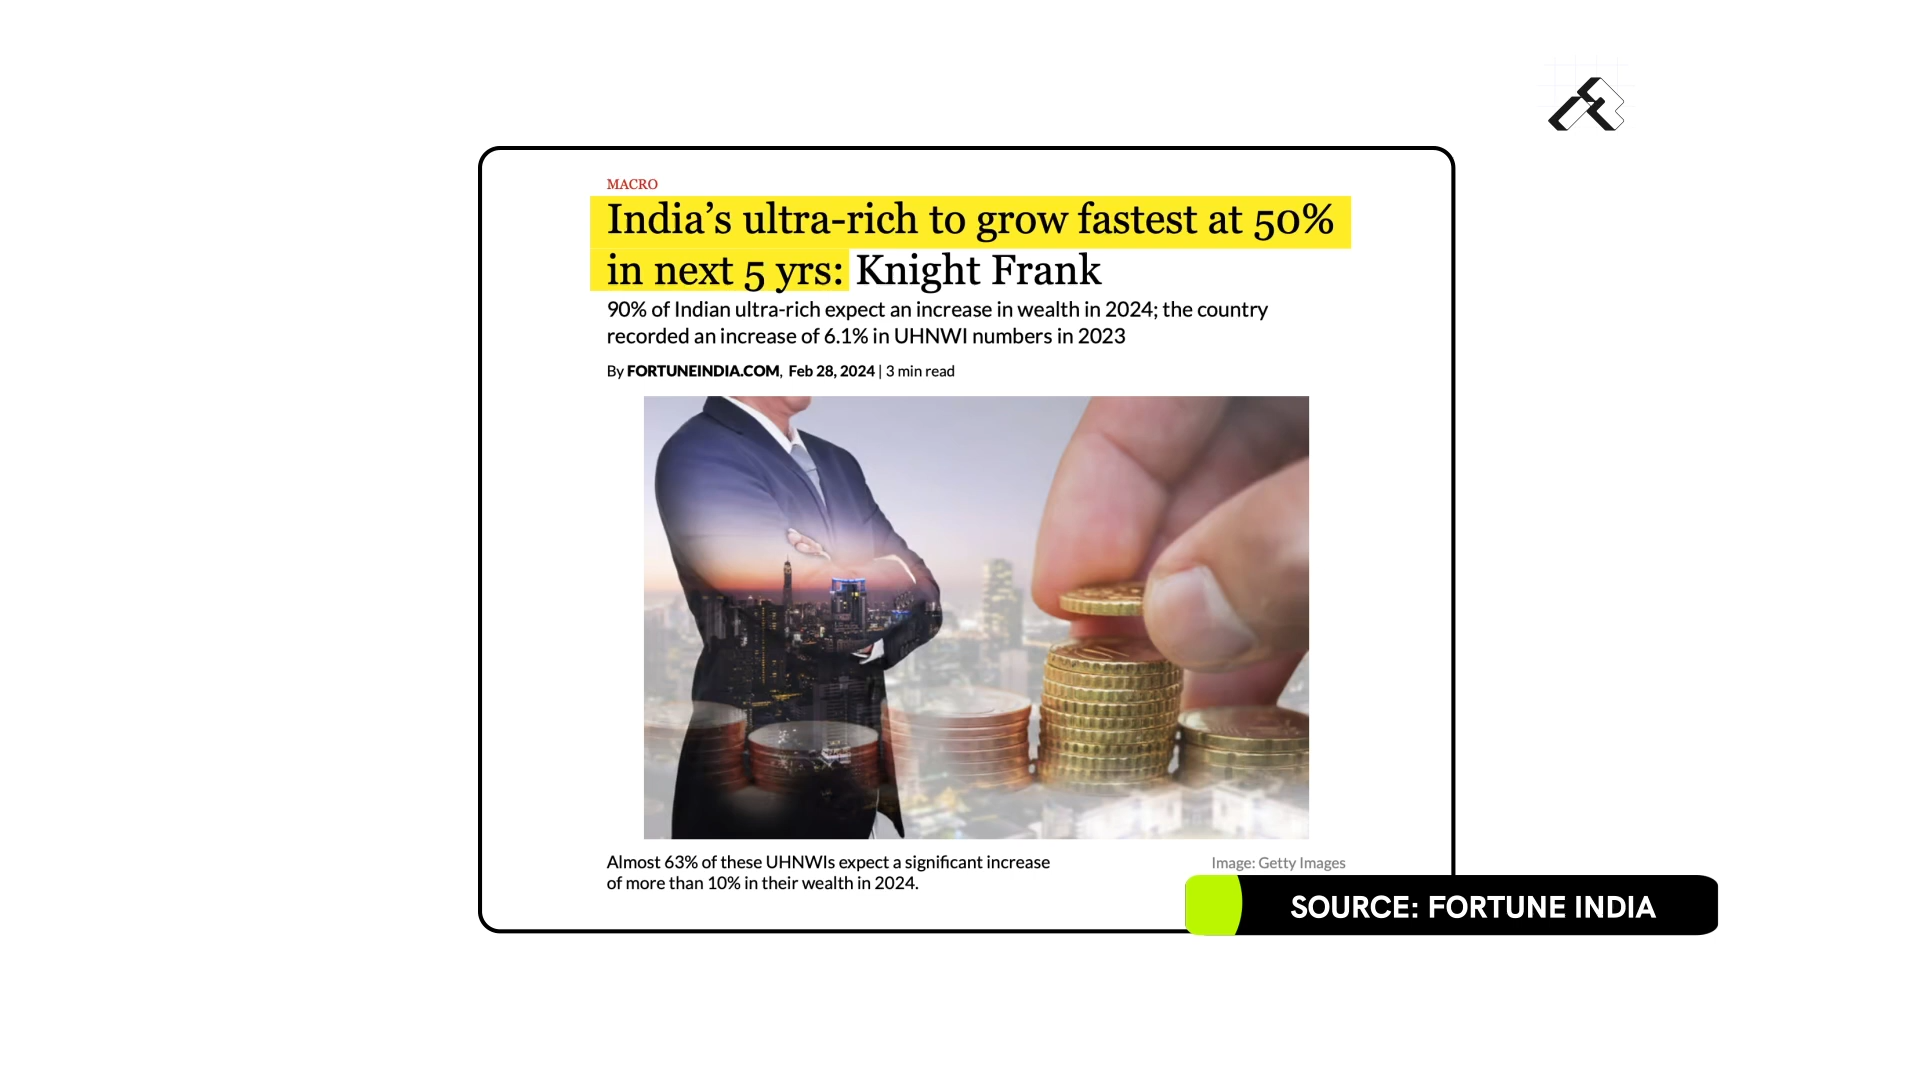 MACRO
India’s ultra-rich to grow fastest at 50%
in next 5 yrs: Knight Frank
90% of Indian ultra-rich expect an increase in wealth in 2024; the country
recorded an increase of 6.1% in UHNWI numbers in 2023
By FORTUNEINDIA.COM, Feb 28, 2024 | 3 min read
Almost 63% of these UHNWIs expect a significant increase
of more than 10% in their wealth in 2024.
Image: Getty Images
SOURCE: FORTUNE INDIA